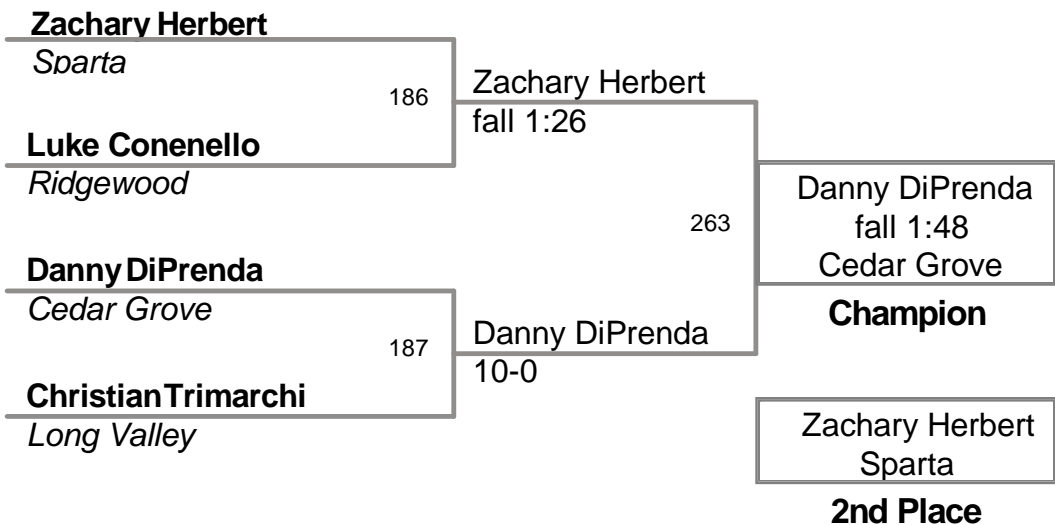 Zachary Herbert
Sparta
186
Zachary Herbert
fall 1:26
Luke Conenello
Ridgewood
263
Danny DiPrenda
fall 1:48
Cedar Grove
Champion
Danny DiPrenda
Cedar Grove
187
Danny DiPrenda
10-0
Christian Trimarchi
Long Valley
Zachary Herbert
Sparta
2nd Place